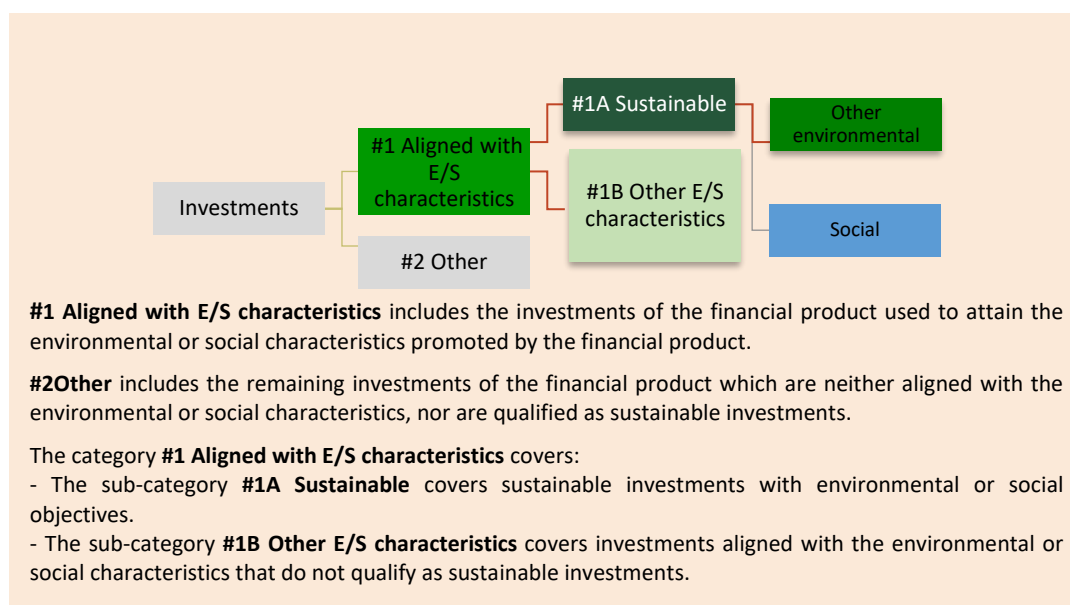 #1A Sustainable
Other
environmental
#1 Aligned with
E/S
characteristics
#1B Other E/S
characteristics
Investments
Social
#2 Other
#1 Aligned with E/S characteristics includes the investments of the financial product used to attain the
environmental or social characteristics promoted by the financial product.
#2Other includes the remaining investments of the financial product which are neither aligned with the
environmental or social characteristics, nor are qualified as sustainable investments.
The category #1 Aligned with E/S characteristics covers:
- The sub-category #1A Sustainable covers sustainable investments with environmental or social
objectives.
- The sub-category #1B Other E/S characteristics covers investments aligned with the environmental or
social characteristics that do not qualify as sustainable investments.